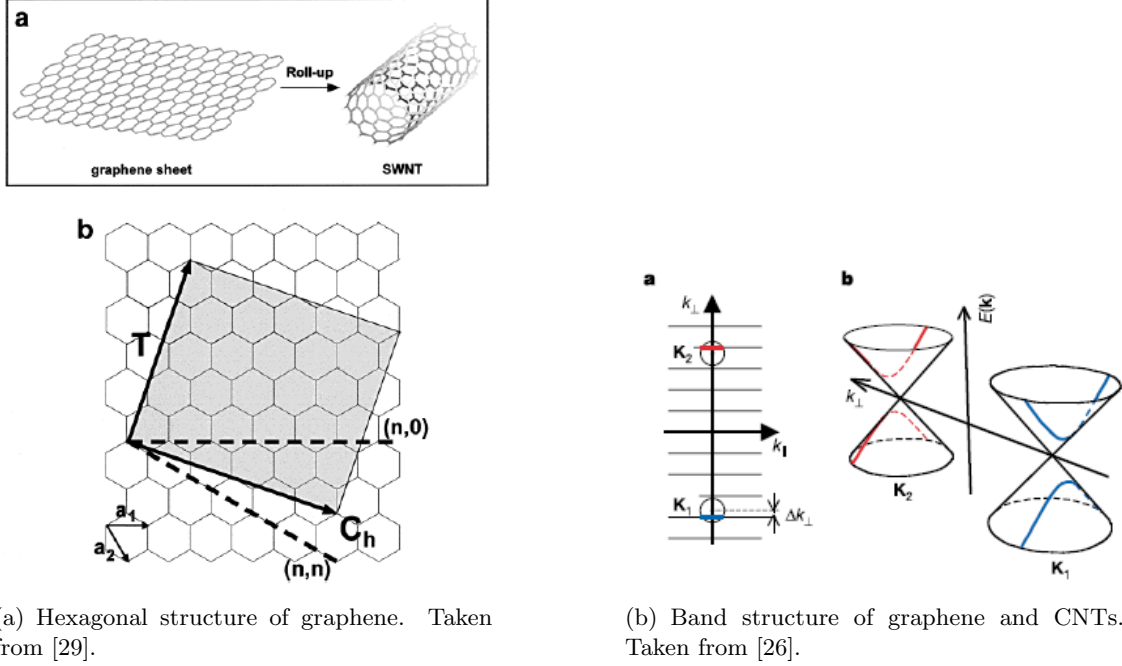 a
Roll-up
graphene sheet
SWNT
b
T
(n,0)
a1
a2
Ch
(n,n)
a
b
k⊥
E(k)
K2
k⊥
k॥
K2
K1
Δk⊥
K1
(a) Hexagonal structure of graphene. Taken
from [29].
(b) Band structure of graphene and CNTs.
Taken from [26].